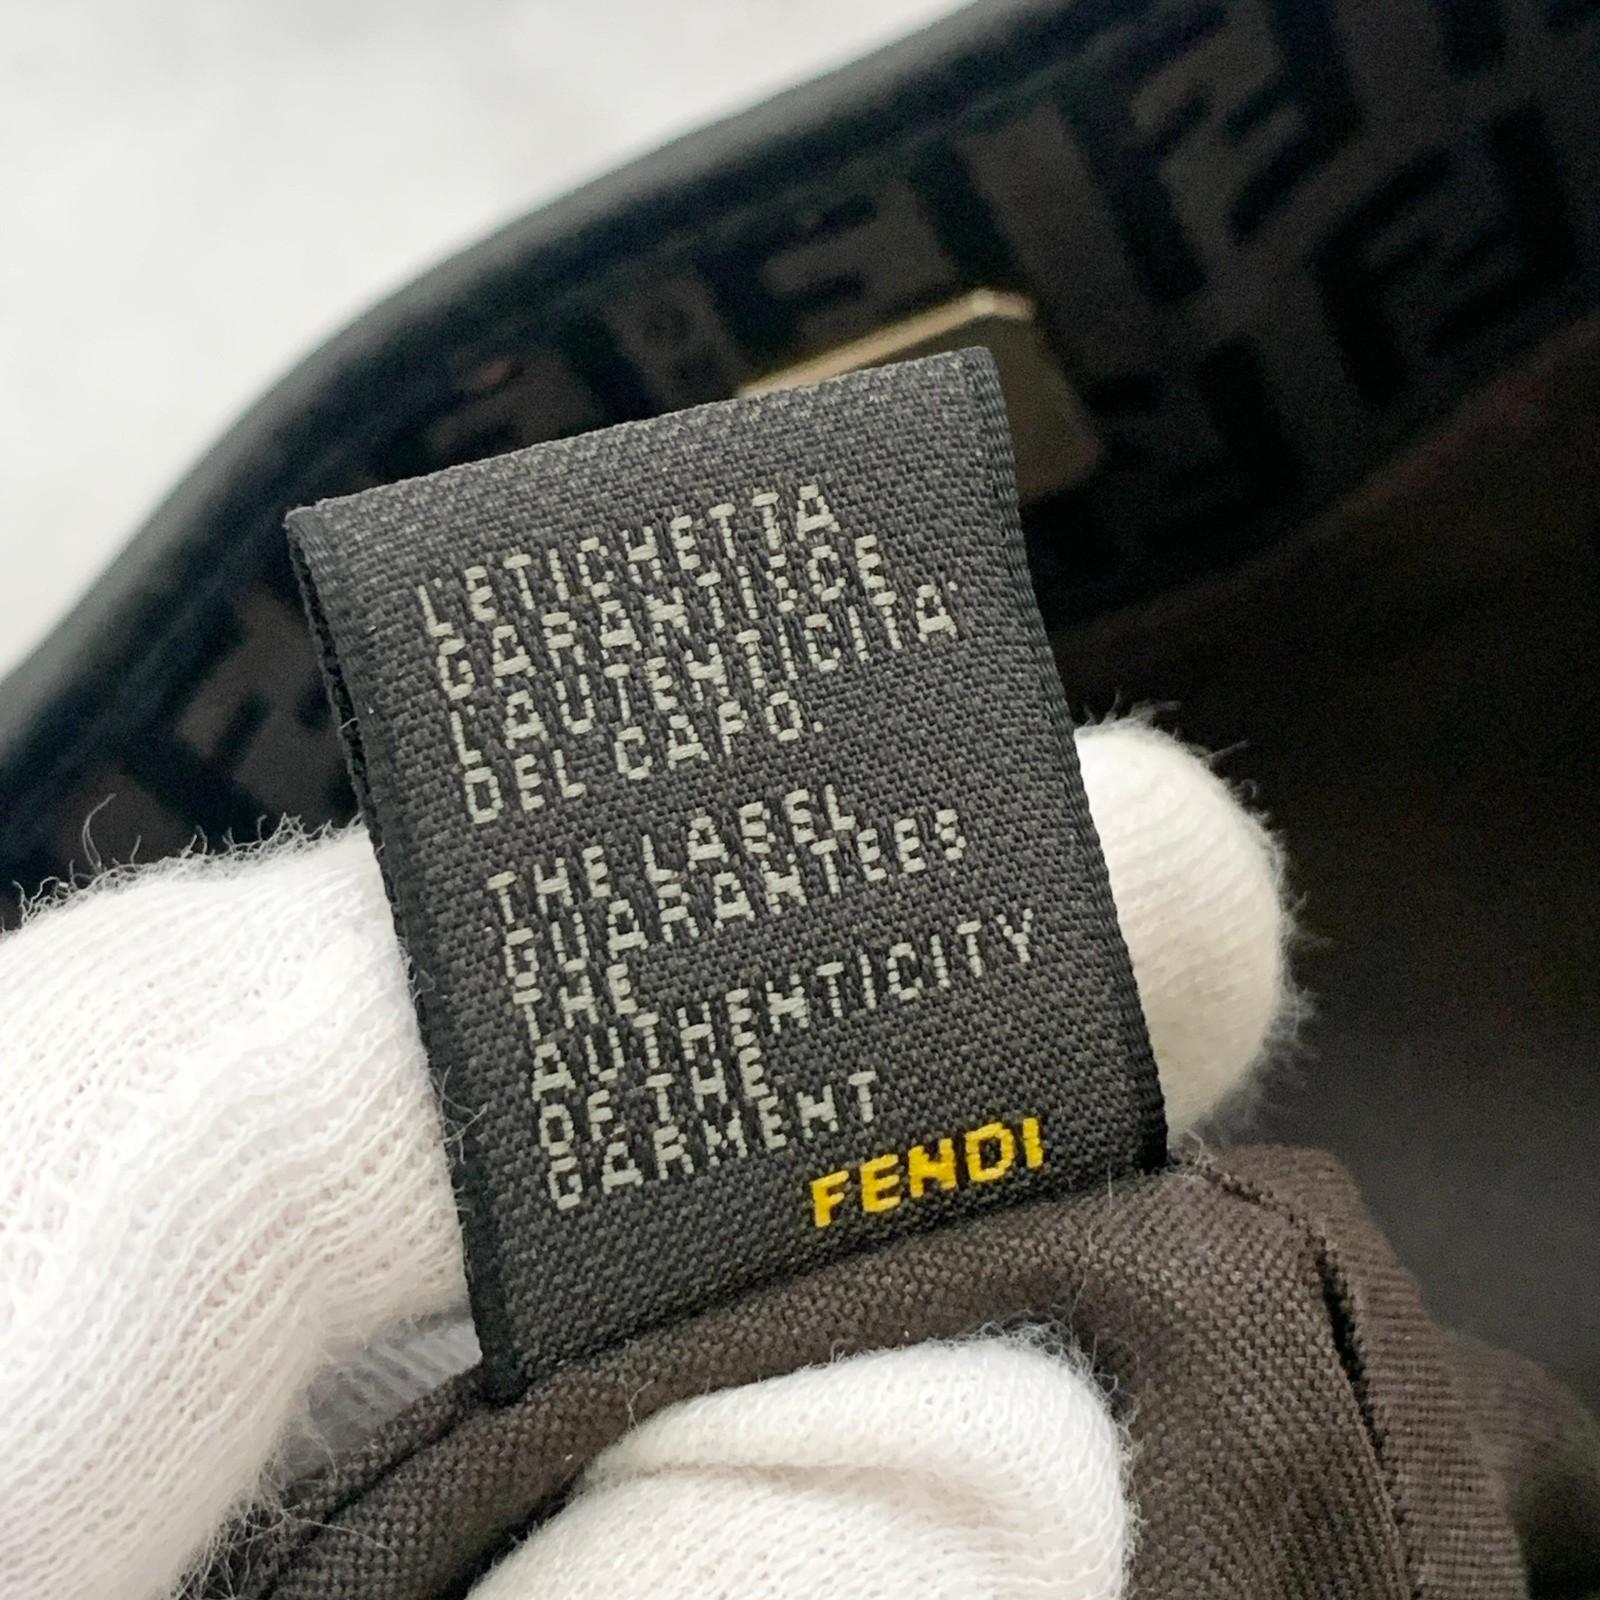 L'ETICHETTA
GARANTISCE
L'AUTENTICITA'
DEL CAPO.
THE LABEL
GUARANTEES
THE
AUTHENTICITY
OF THE
GARMENT
FENDI